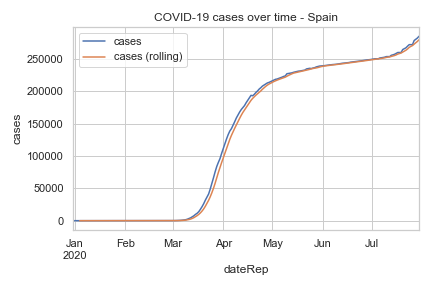 COVID-19 cases over time - Spain
cases
cases (rolling)
250000
200000
150000
100000
50000
0
cases
Jan Feb Mar Apr May Jun Jul
2020
dateRep